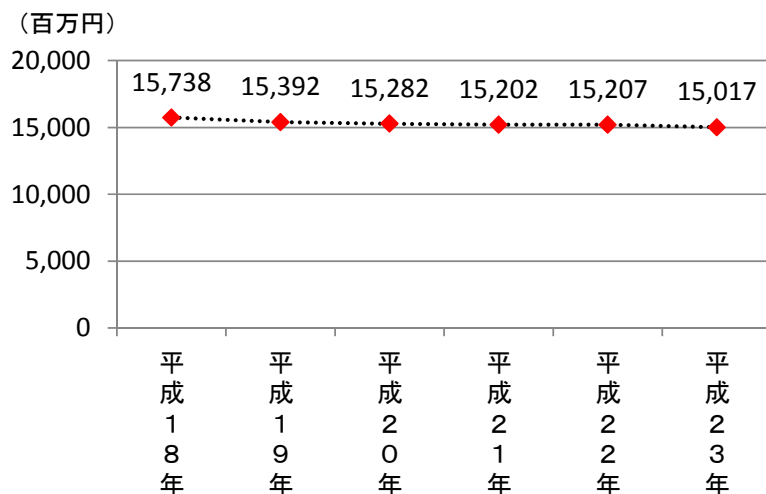 （百万円）
20,000
15,000
10,000
5,000
0
15,738
15,392
15,282
15,202
15,207
15,017
平成１８年
平成１９年
平成２０年
平成２１年
平成２２年
平成２３年